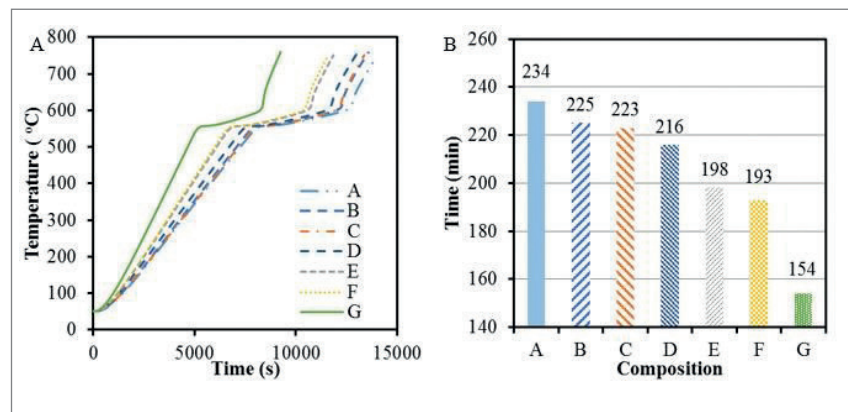 A
Temperature ( °C)
800
700
600
500
400
300
200
100
0
0
5000
10000
15000
Time (s)
A
B
C
D
E
F
G
B
Time (min)
260
240
220
200
180
160
140
234
225
223
216
198
193
154
A
B
C
D
E
F
G
Composition